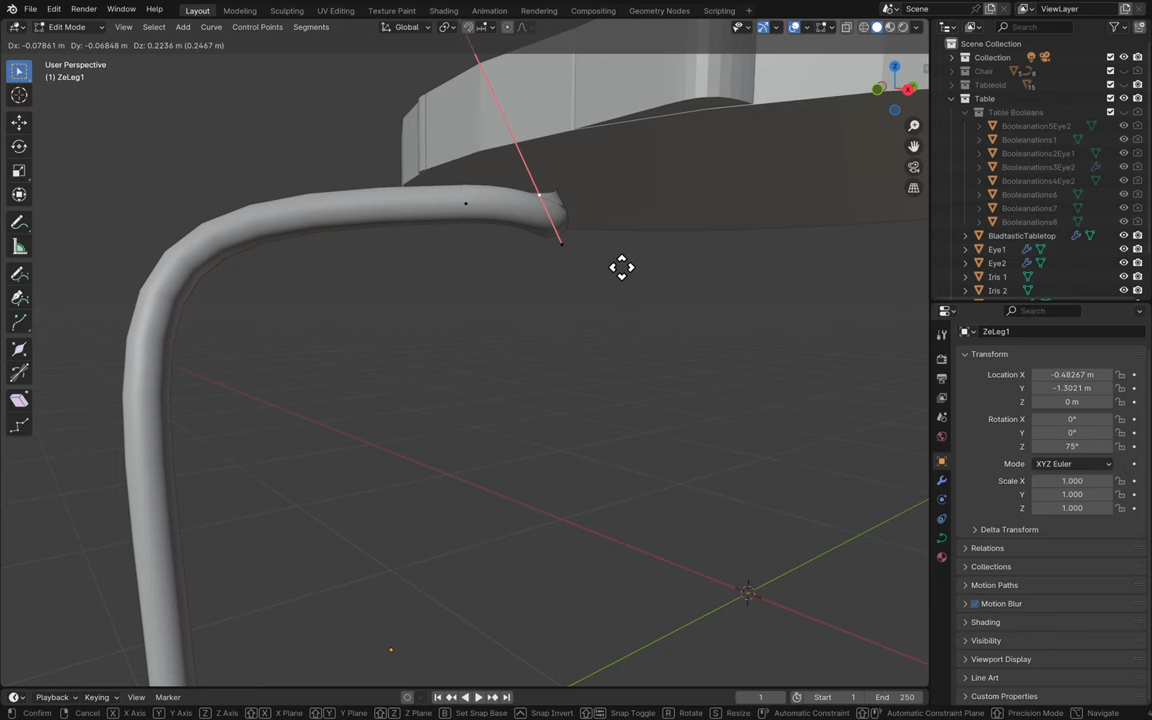 File Edit Render Window Help Layout Modeling Sculpting UV Editing Texture Paint Shading Animation Rendering Compositing Geometry Nodes Scripting Scene ViewLayer
Edit Mode View Select Add Curve Control Points Segments Global Search
Dx: -0.07861 m Dy: -0.06848 m Dz: 0.2236 m (0.2467 m)
User Perspective
(1) ZeLeg1
Z
X
Scene Collection
Collection
Chair 5 8
Tableold 15
Table
Table Booleans
Booleanation5Eye2
Booleanations1
Booleanations2Eye1
Booleanations3Eye2
Booleanations4Eye2
Booleanations6
Booleanations7
Booleanations8
BladtasticTabletop
Eye1
Eye2
Iris 1
Iris 2
Search
ZeLeg1
Transform
Location X -0.48267 m
Y -1.3021 m
Z 0 m
Rotation X 0°
Y 0°
Z 75°
Mode XYZ Euler
Scale X 1.000
Y 1.000
Z 1.000
Delta Transform
Relations
Collections
Motion Paths
Motion Blur
Shading
Visibility
Viewport Display
Line Art
Custom Properties
Playback Keying View Marker 1 Start 1 End 250
Confirm Cancel X X Axis Y Y Axis Z Z Axis X X Plane Y Y Plane Z Z Plane B Set Snap Base Snap Invert Snap Toggle R Rotate S Resize Automatic Constraint Automatic Constraint Plane Precision Mode Navigate